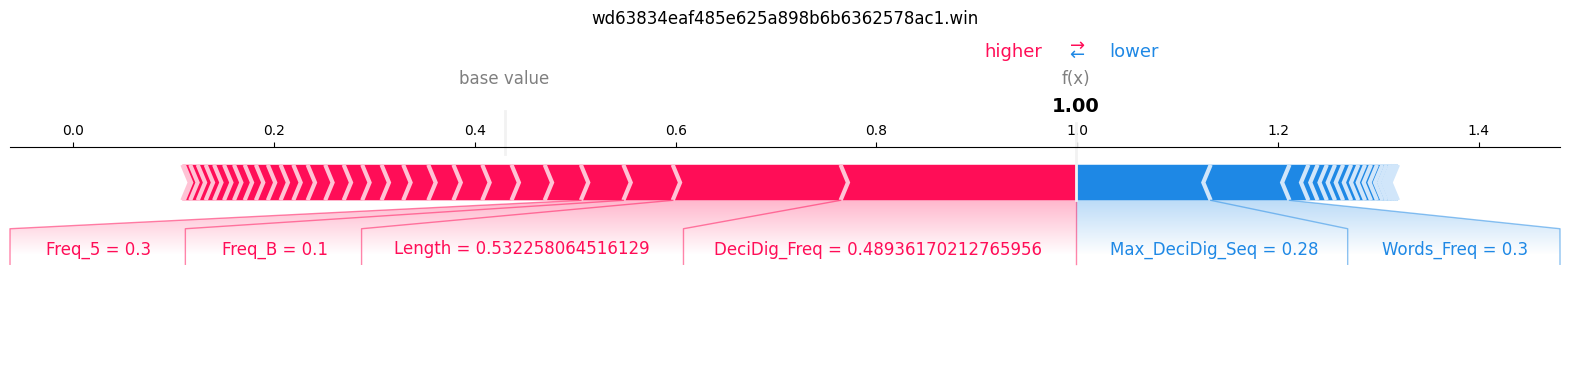 wd63834eaf485e625a898b6b6362578ac1.win
higher ⇄ lower
base value f(x)
1.00
0.0 0.2 0.4 0.6 0.8 1.0 1.2 1.4
Freq_5 = 0.3 Freq_B = 0.1 Length = 0.532258064516129 DeciDig_Freq = 0.48936170212765956 Max_DeciDig_Seq = 0.28 Words_Freq = 0.3